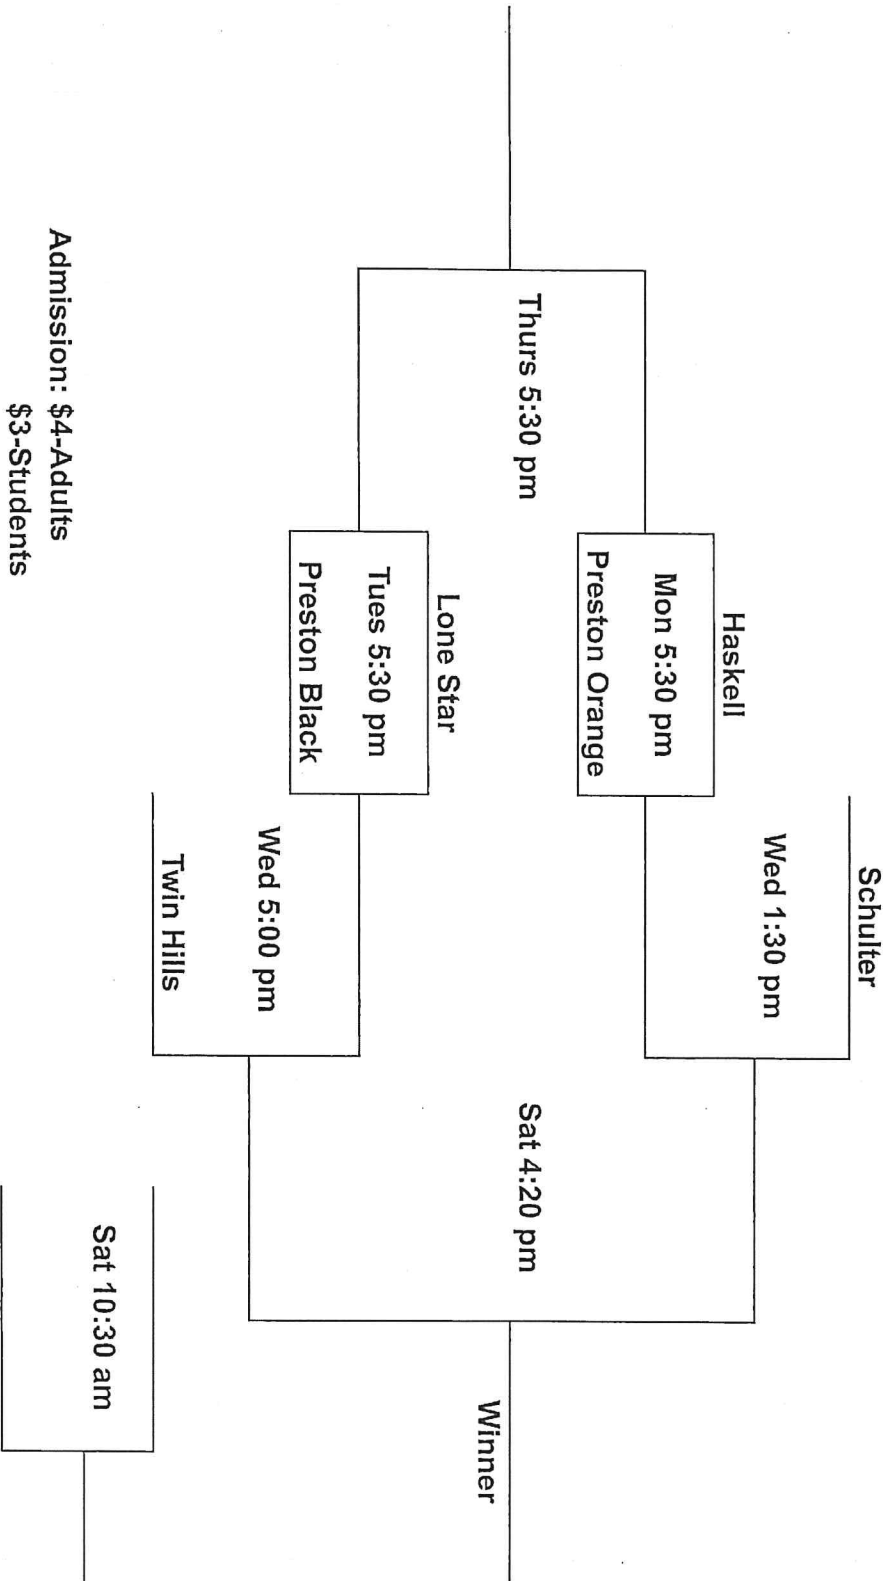 Schulter
Haskell
Wed 1:30 pm
Mon 5:30 pm
Preston Orange
Thurs 5:30 pm
Sat 4:20 pm
Winner
Lone Star
Tues 5:30 pm
Preston Black
Wed 5:00 pm
Twin Hills
Sat 10:30 am
Admission: $4-Adults
$3-Students